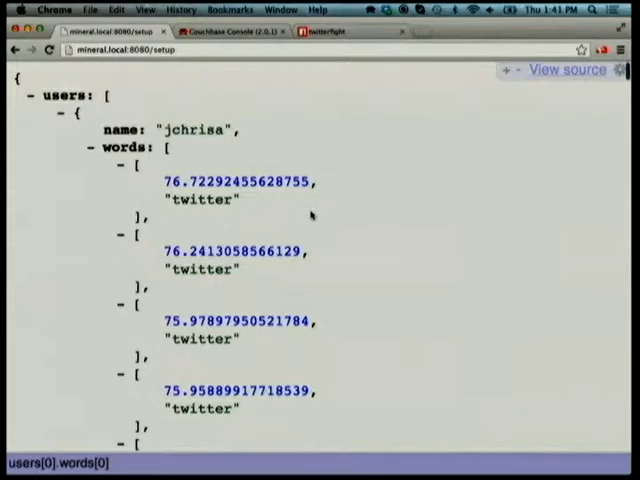 Chrome File Edit View History Bookmarks Window Help Thu 1:41 PM
mineral.local:8080/setup Couchbase Console (2.0.1) twitterfight
mineral.local:8080/setup
+ - View source
{
- users: [
- {
name: "jchrisa",
- words: [
- [
76.72292455628755,
"twitter"
],
- [
76.2413058566129,
"twitter"
],
- [
75.97897950521784,
"twitter"
],
- [
75.95889917718539,
"twitter"
],
- [
users[0].words[0]